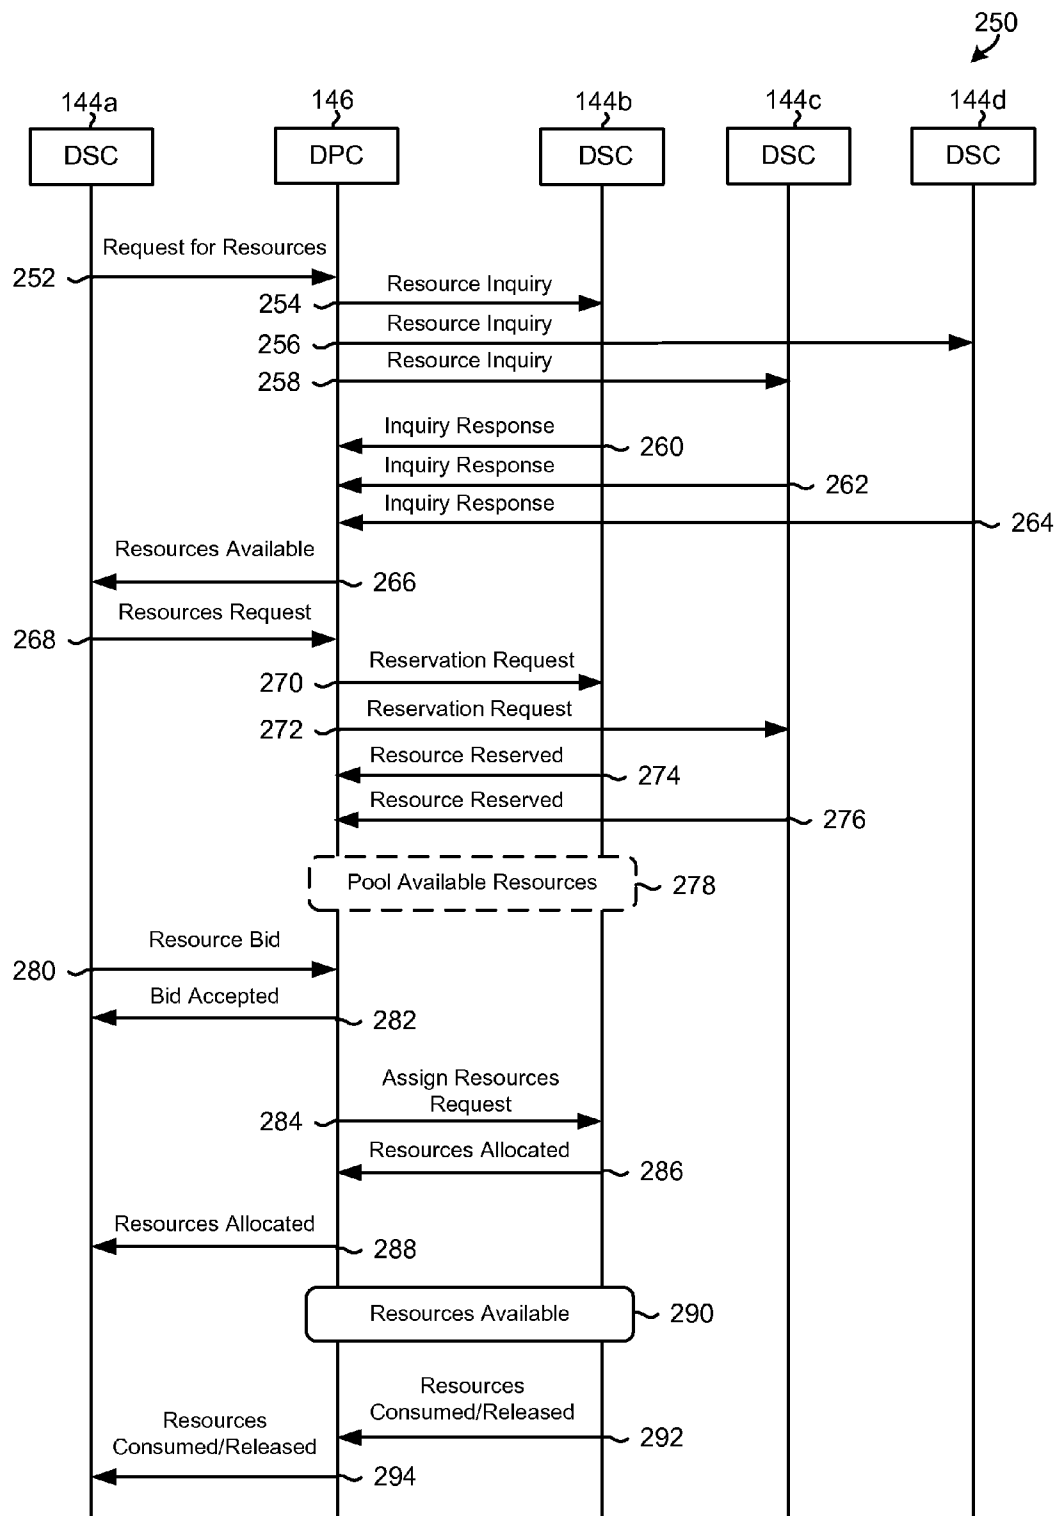 250
144a
146
144b
144c
144d
DSC
DPC
DSC
DSC
DSC
Request for Resources
252
Resource Inquiry
254
Resource Inquiry
256
Resource Inquiry
258
Inquiry Response
260
Inquiry Response
262
Inquiry Response
264
Resources Available
266
Resources Request
268
Reservation Request
270
Reservation Request
272
Resource Reserved
274
Resource Reserved
276
Pool Available Resources
278
Resource Bid
280
Bid Accepted
282
Assign Resources
Request
284
Resources Allocated
286
Resources Allocated
288
Resources Available
290
Resources
Consumed/Released
292
Resources
Consumed/Released
294